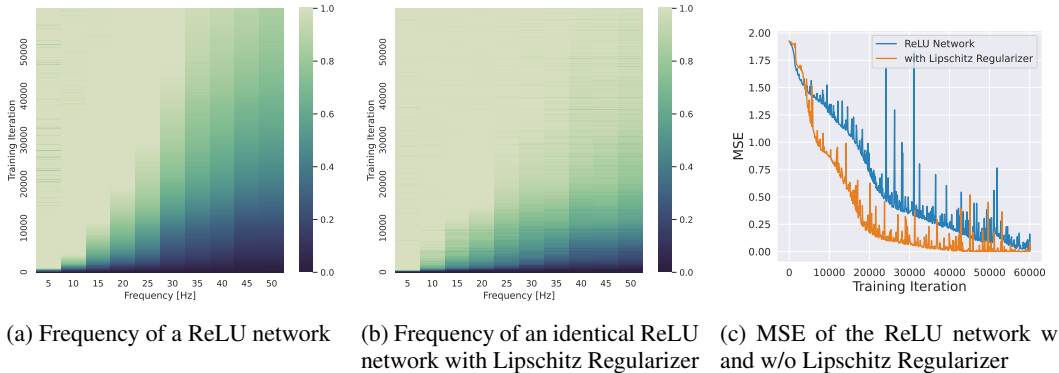 1.0
0.8
0.6
0.4
0.2
0.0
50000
40000
30000
20000
10000
0
Training Iteration
5 10 15 20 25 30 35 40 45 50
Frequency [Hz]
1.0
0.8
0.6
0.4
0.2
0.0
50000
40000
30000
20000
10000
0
Training Iteration
5 10 15 20 25 30 35 40 45 50
Frequency [Hz]
2.00
1.75
1.50
1.25
1.00
0.75
0.50
0.25
0.00
MSE
ReLU Network
with Lipschitz Regularizer
0 10000 20000 30000 40000 50000 60000
Training Iteration
(a) Frequency of a ReLU network
(b) Frequency of an identical ReLU
network with Lipschitz Regularizer
(c) MSE of the ReLU network w
and w/o Lipschitz Regularizer